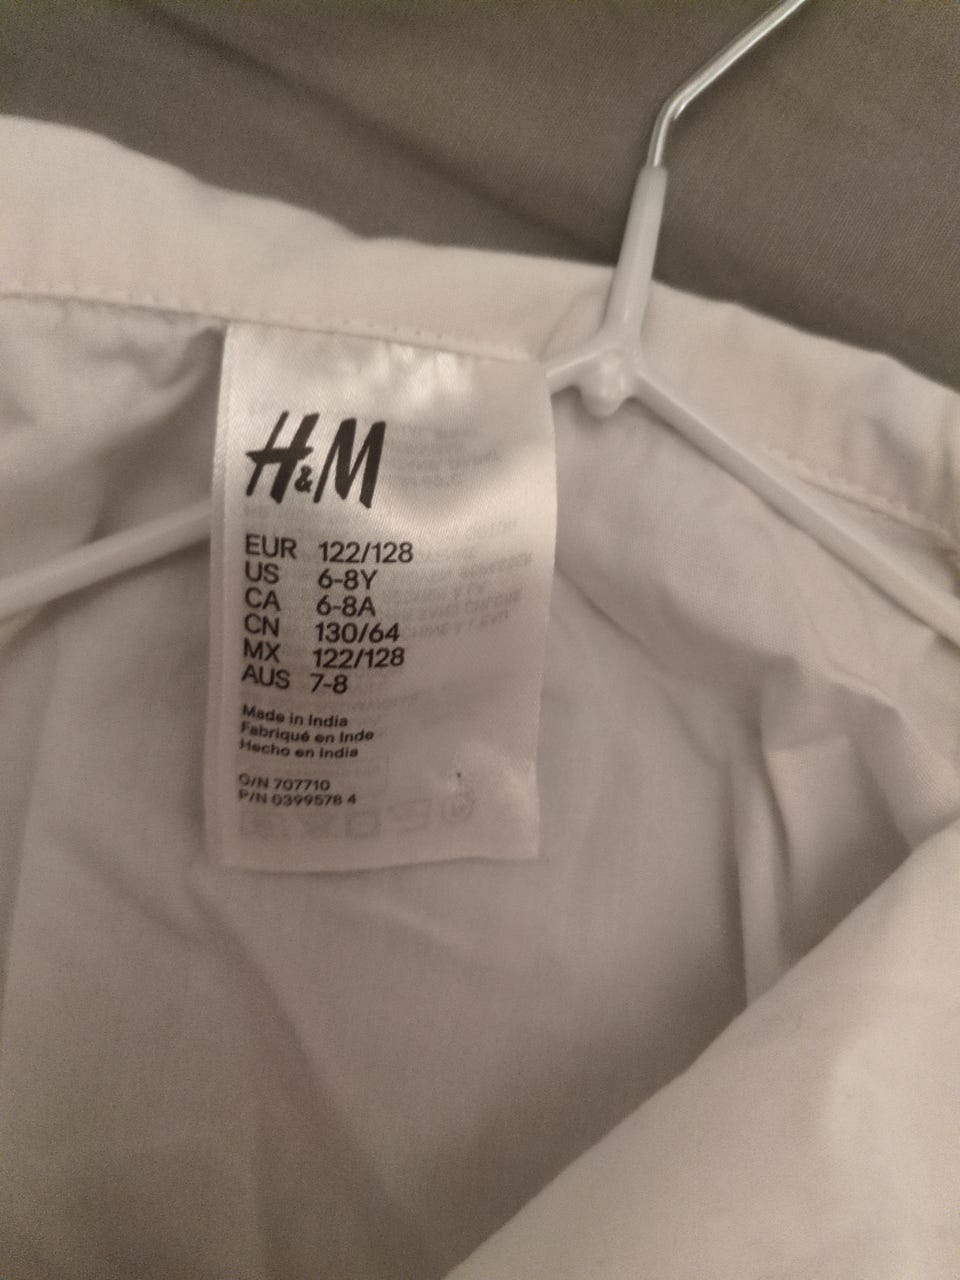 H&M
EUR 122/128
US 6-8Y
CA 6-8A
CN 130/64
MX 122/128
AUS 7-8
Made in India
Fabriqué en Inde
Hecho en India
O/N 707710
P/N 0399578 4